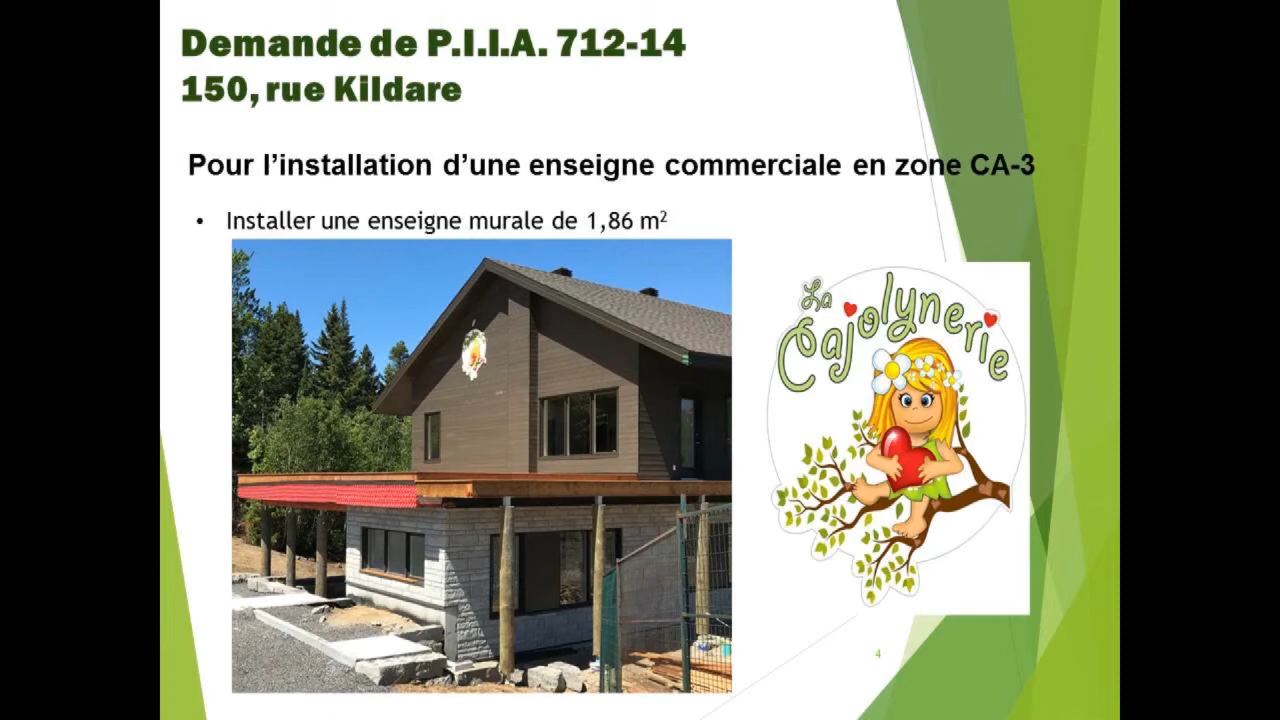 Demande de P.I.I.A. 712-14
150, rue Kildare
Pour l’installation d’une enseigne commerciale en zone CA-3
• Installer une enseigne murale de 1,86 m²
La
Cajolynerie
4